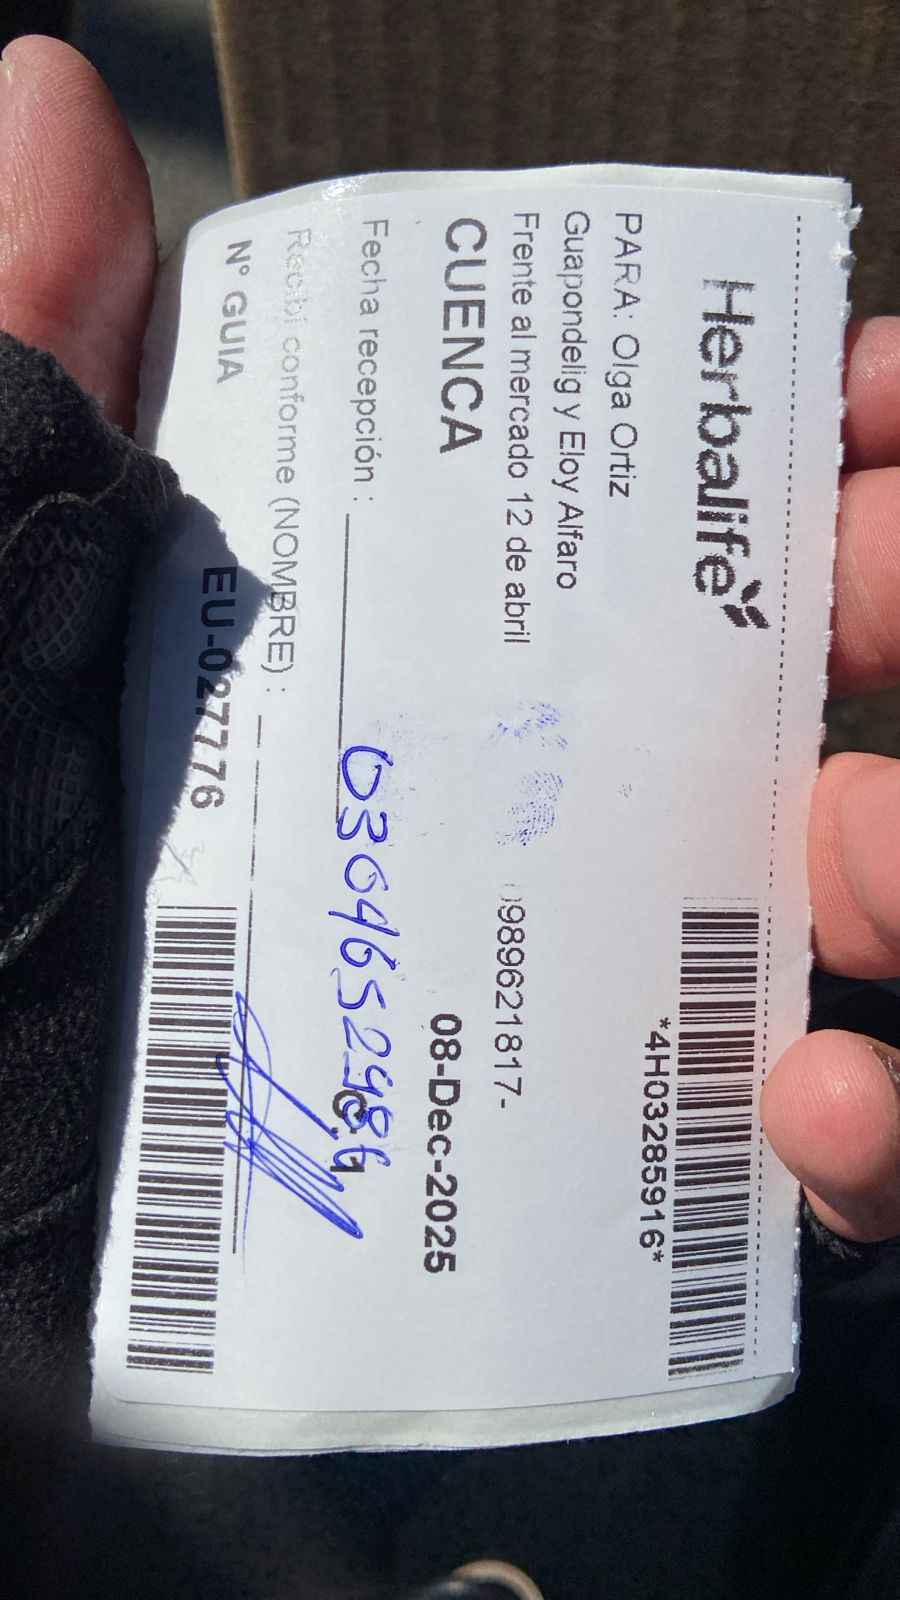 Herbalife
*4H03285916*
PARA: Olga Ortiz
Guapondelig y Eloy Alfaro
Frente al mercado 12 de abril 0989621817-
CUENCA 08-Dec-2025
Fecha recepción :
Recibí conforme (NOMBRE) :
N° GUIA EU-027776